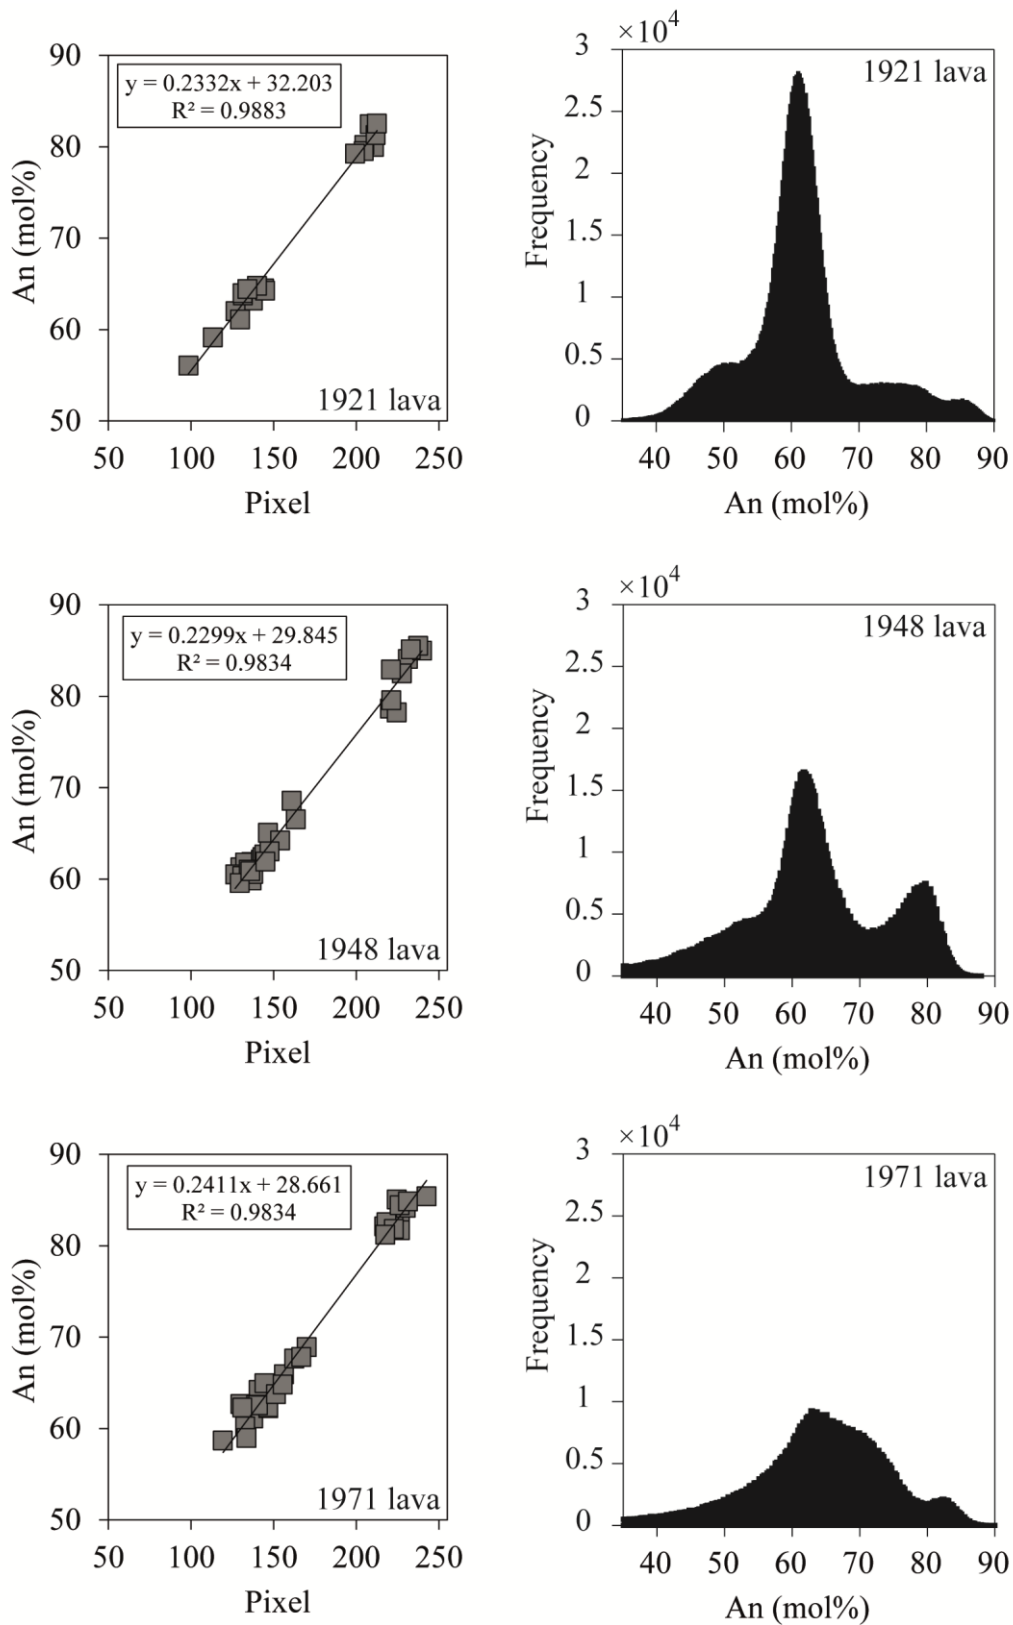 90
80
70
60
50
An (mol%)
y = 0.2332x + 32.203
R² = 0.9883
1921 lava
50 100 150 200 250
Pixel
×10⁴
3
2.5
2
1.5
1
0.5
0
Frequency
1921 lava
40 50 60 70 80 90
An (mol%)
90
80
70
60
50
An (mol%)
y = 0.2299x + 29.845
R² = 0.9834
1948 lava
50 100 150 200 250
Pixel
×10⁴
3
2.5
2
1.5
1
0.5
0
Frequency
1948 lava
40 50 60 70 80 90
An (mol%)
90
80
70
60
50
An (mol%)
y = 0.2411x + 28.661
R² = 0.9834
1971 lava
50 100 150 200 250
Pixel
×10⁴
3
2.5
2
1.5
1
0.5
0
Frequency
1971 lava
40 50 60 70 80 90
An (mol%)